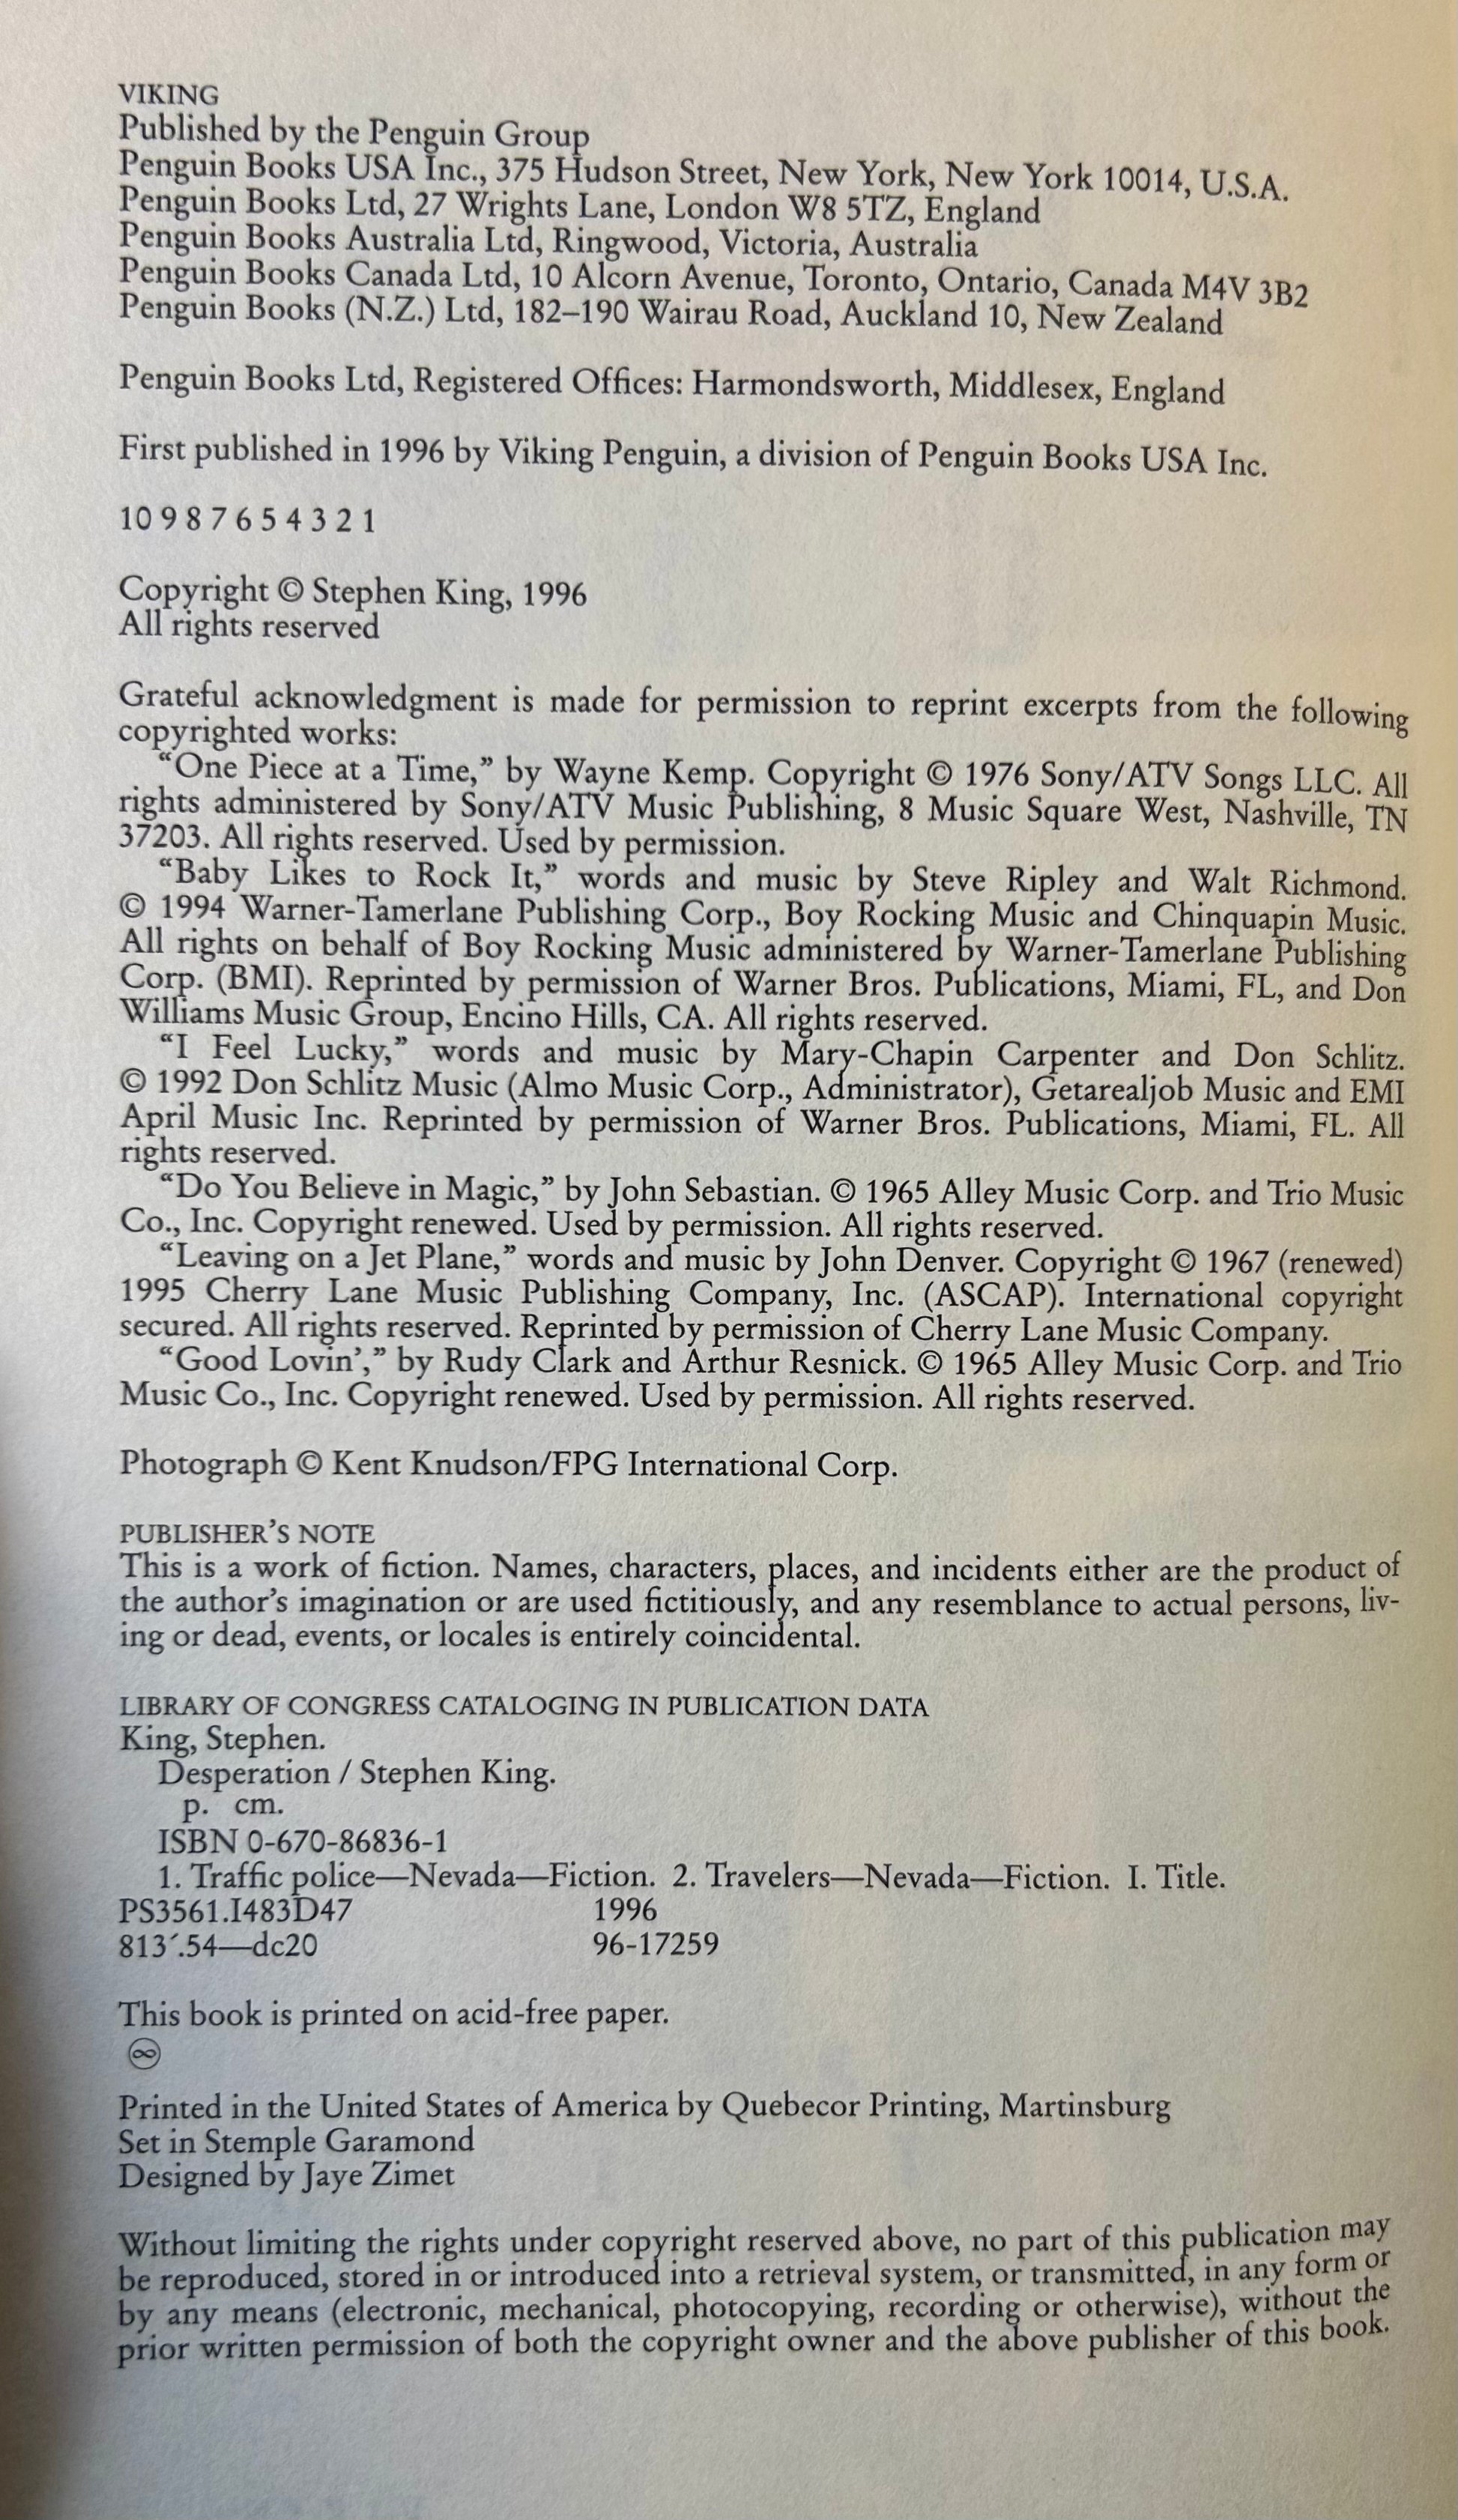 VIKING
Published by the Penguin Group
Penguin Books USA Inc., 375 Hudson Street, New York, New York 10014, U.S.A.
Penguin Books Ltd, 27 Wrights Lane, London W8 5TZ, England
Penguin Books Australia Ltd, Ringwood, Victoria, Australia
Penguin Books Canada Ltd, 10 Alcorn Avenue, Toronto, Ontario, Canada M4V 3B2
Penguin Books (N.Z.) Ltd, 182–190 Wairau Road, Auckland 10, New Zealand
Penguin Books Ltd, Registered Offices: Harmondsworth, Middlesex, England
First published in 1996 by Viking Penguin, a division of Penguin Books USA Inc.
10 9 8 7 6 5 4 3 2 1
Copyright © Stephen King, 1996
All rights reserved
Grateful acknowledgment is made for permission to reprint excerpts from the following
copyrighted works:
“One Piece at a Time,” by Wayne Kemp. Copyright © 1976 Sony/ATV Songs LLC. All
rights administered by Sony/ATV Music Publishing, 8 Music Square West, Nashville, TN
37203. All rights reserved. Used by permission.
“Baby Likes to Rock It,” words and music by Steve Ripley and Walt Richmond.
© 1994 Warner-Tamerlane Publishing Corp., Boy Rocking Music and Chinquapin Music.
All rights on behalf of Boy Rocking Music administered by Warner-Tamerlane Publishing
Corp. (BMI). Reprinted by permission of Warner Bros. Publications, Miami, FL, and Don
Williams Music Group, Encino Hills, CA. All rights reserved.
“I Feel Lucky,” words and music by Mary-Chapin Carpenter and Don Schlitz.
© 1992 Don Schlitz Music (Almo Music Corp., Administrator), Getarealjob Music and EMI
April Music Inc. Reprinted by permission of Warner Bros. Publications, Miami, FL. All
rights reserved.
“Do You Believe in Magic,” by John Sebastian. © 1965 Alley Music Corp. and Trio Music
Co., Inc. Copyright renewed. Used by permission. All rights reserved.
“Leaving on a Jet Plane,” words and music by John Denver. Copyright © 1967 (renewed)
1995 Cherry Lane Music Publishing Company, Inc. (ASCAP). International copyright
secured. All rights reserved. Reprinted by permission of Cherry Lane Music Company.
“Good Lovin’,” by Rudy Clark and Arthur Resnick. © 1965 Alley Music Corp. and Trio
Music Co., Inc. Copyright renewed. Used by permission. All rights reserved.
Photograph © Kent Knudson/FPG International Corp.
PUBLISHER’S NOTE
This is a work of fiction. Names, characters, places, and incidents either are the product of
the author’s imagination or are used fictitiously, and any resemblance to actual persons, liv-
ing or dead, events, or locales is entirely coincidental.
LIBRARY OF CONGRESS CATALOGING IN PUBLICATION DATA
King, Stephen.
Desperation / Stephen King.
p. cm.
ISBN 0-670-86836-1
1. Traffic police—Nevada—Fiction. 2. Travelers—Nevada—Fiction. I. Title.
PS3561.I483D47 1996
813´.54—dc20 96-17259
This book is printed on acid-free paper.
♾
Printed in the United States of America by Quebecor Printing, Martinsburg
Set in Stemple Garamond
Designed by Jaye Zimet
Without limiting the rights under copyright reserved above, no part of this publication may
be reproduced, stored in or introduced into a retrieval system, or transmitted, in any form or
by any means (electronic, mechanical, photocopying, recording or otherwise), without the
prior written permission of both the copyright owner and the above publisher of this book.